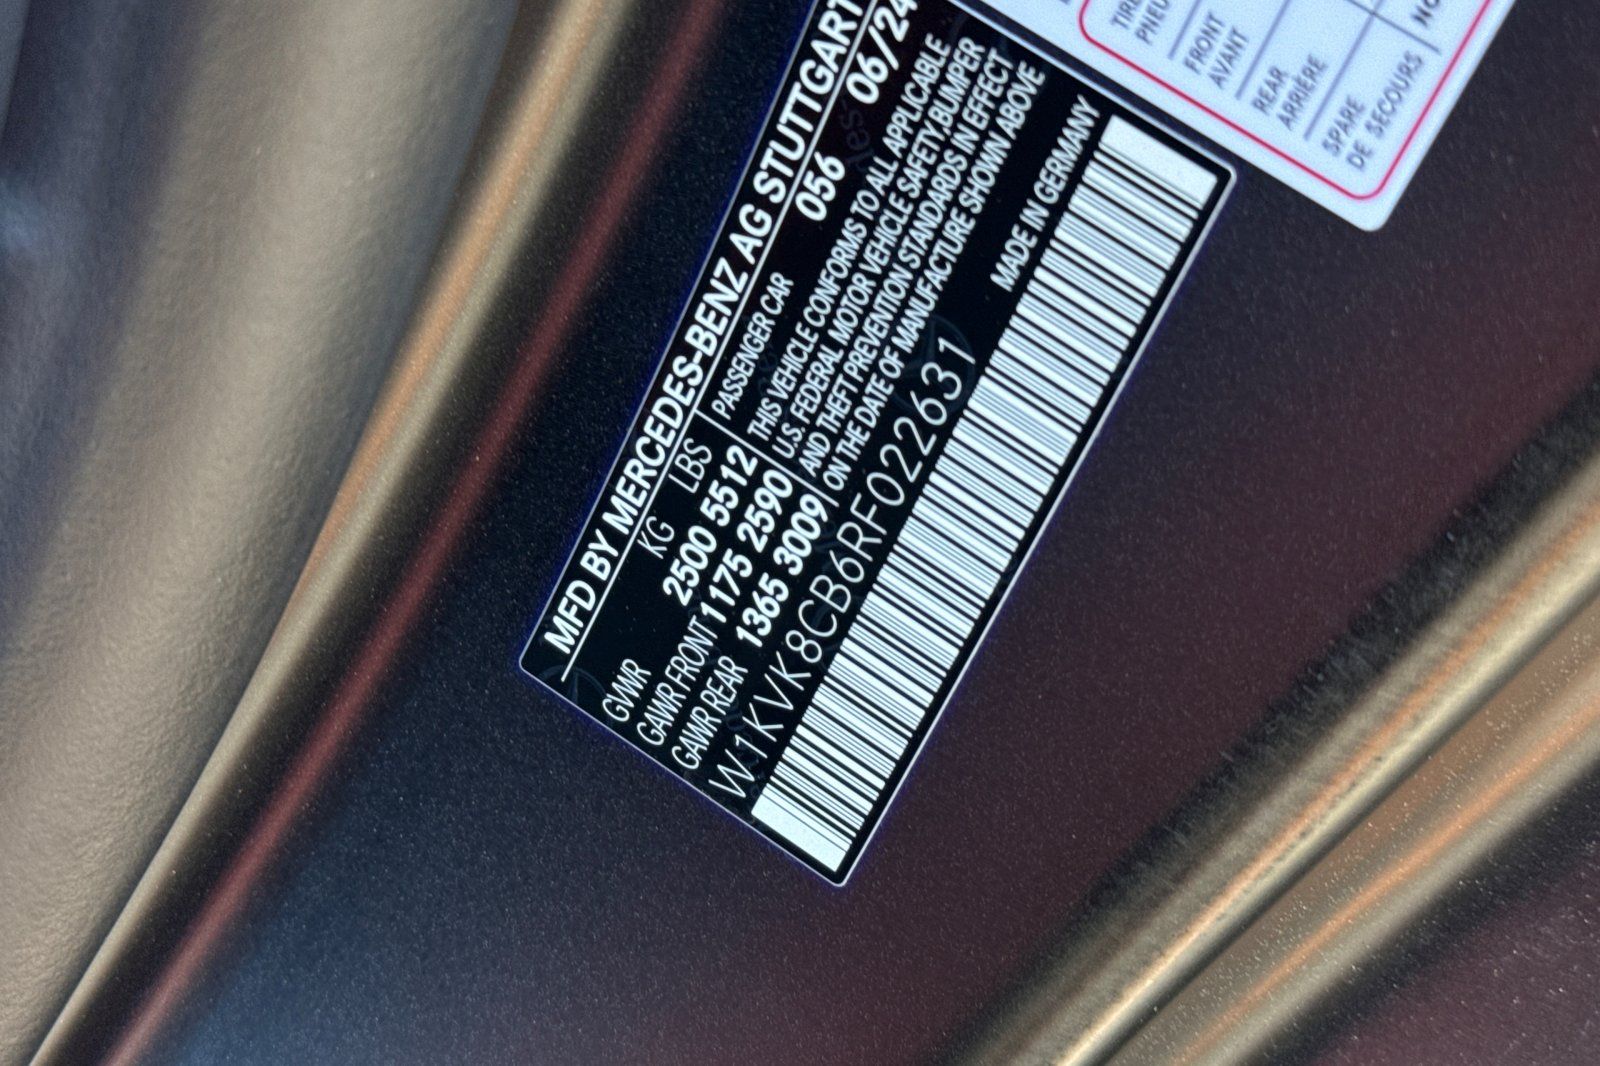 MFD BY MERCEDES-BENZ AG STUTTGART
KG LBS PASSENGER CAR 056 06/24
GVWR 2500 5512 THIS VEHICLE CONFORMS TO ALL APPLICABLE
GAWR FRONT 1175 2590 U.S. FEDERAL MOTOR VEHICLE SAFETY,BUMPER
GAWR REAR 1365 3009 AND THEFT PREVENTION STANDARDS IN EFFECT
ON THE DATE OF MANUFACTURE SHOWN ABOVE
W1KVK8CB6RF022631 MADE IN GERMANY
FRONT
AVANT
REAR
ARRIÈRE
SPARE
DE SECOURS